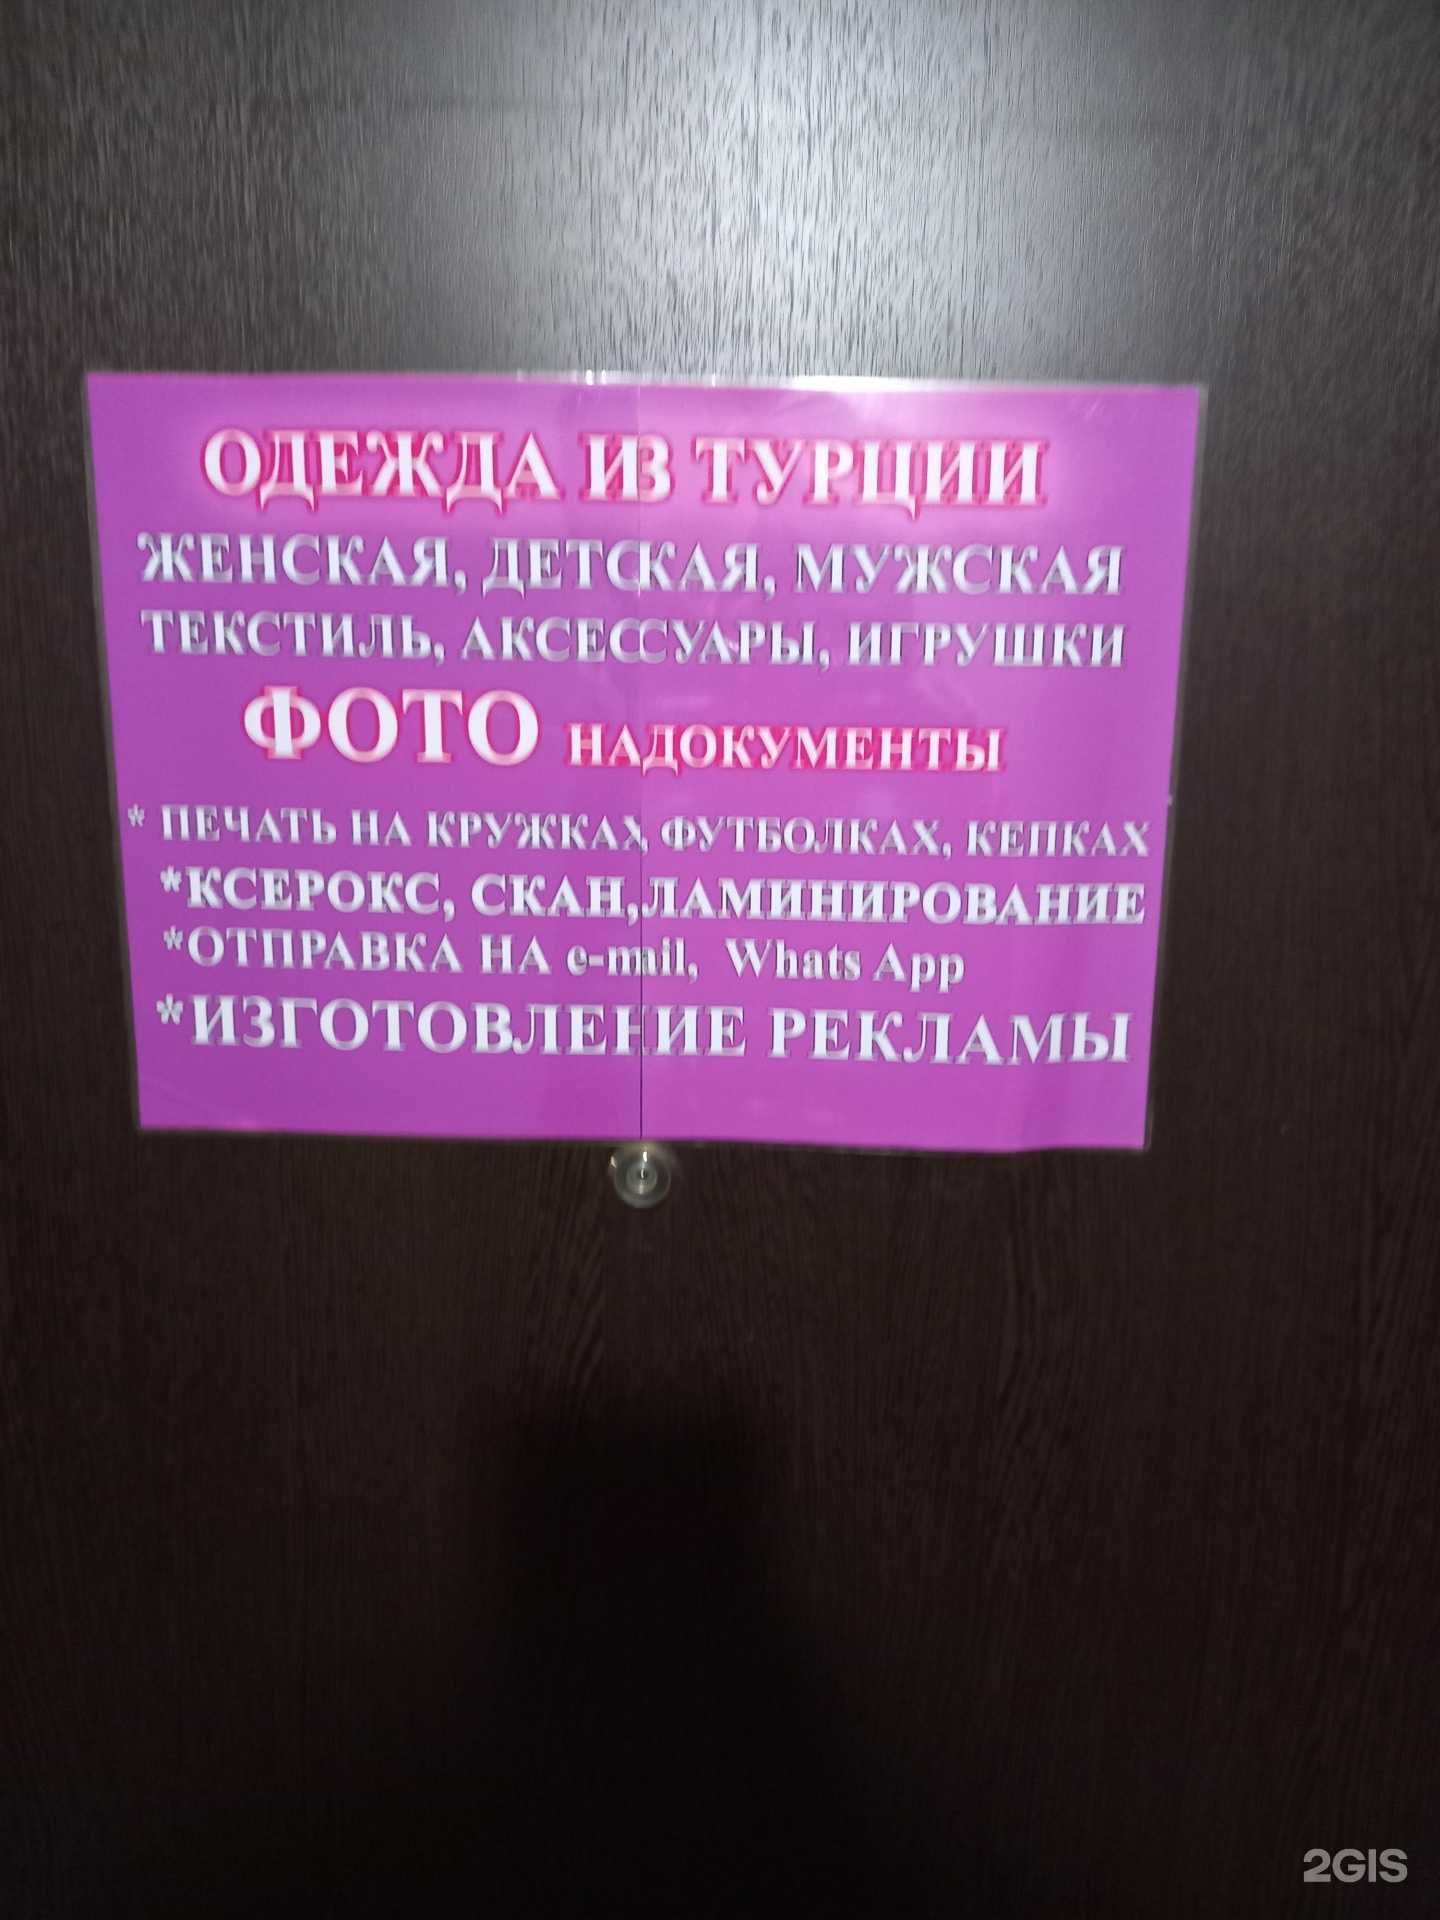 ОДЕЖДА ИЗ ТУРЦИИ
ЖЕНСКАЯ, ДЕТСКАЯ, МУЖСКАЯ
ТЕКСТИЛЬ, АКСЕССУАРЫ, ИГРУШКИ
ФОТО НАДОКУМЕНТЫ
* ПЕЧАТЬ НА КРУЖКАХ, ФУТБОЛКАХ, КЕПКАХ
*КСЕРОКС, СКАН,ЛАМИНИРОВАНИЕ
*ОТПРАВКА НА e-mail, Whats App
*ИЗГОТОВЛЕНИЕ РЕКЛАМЫ
2GIS